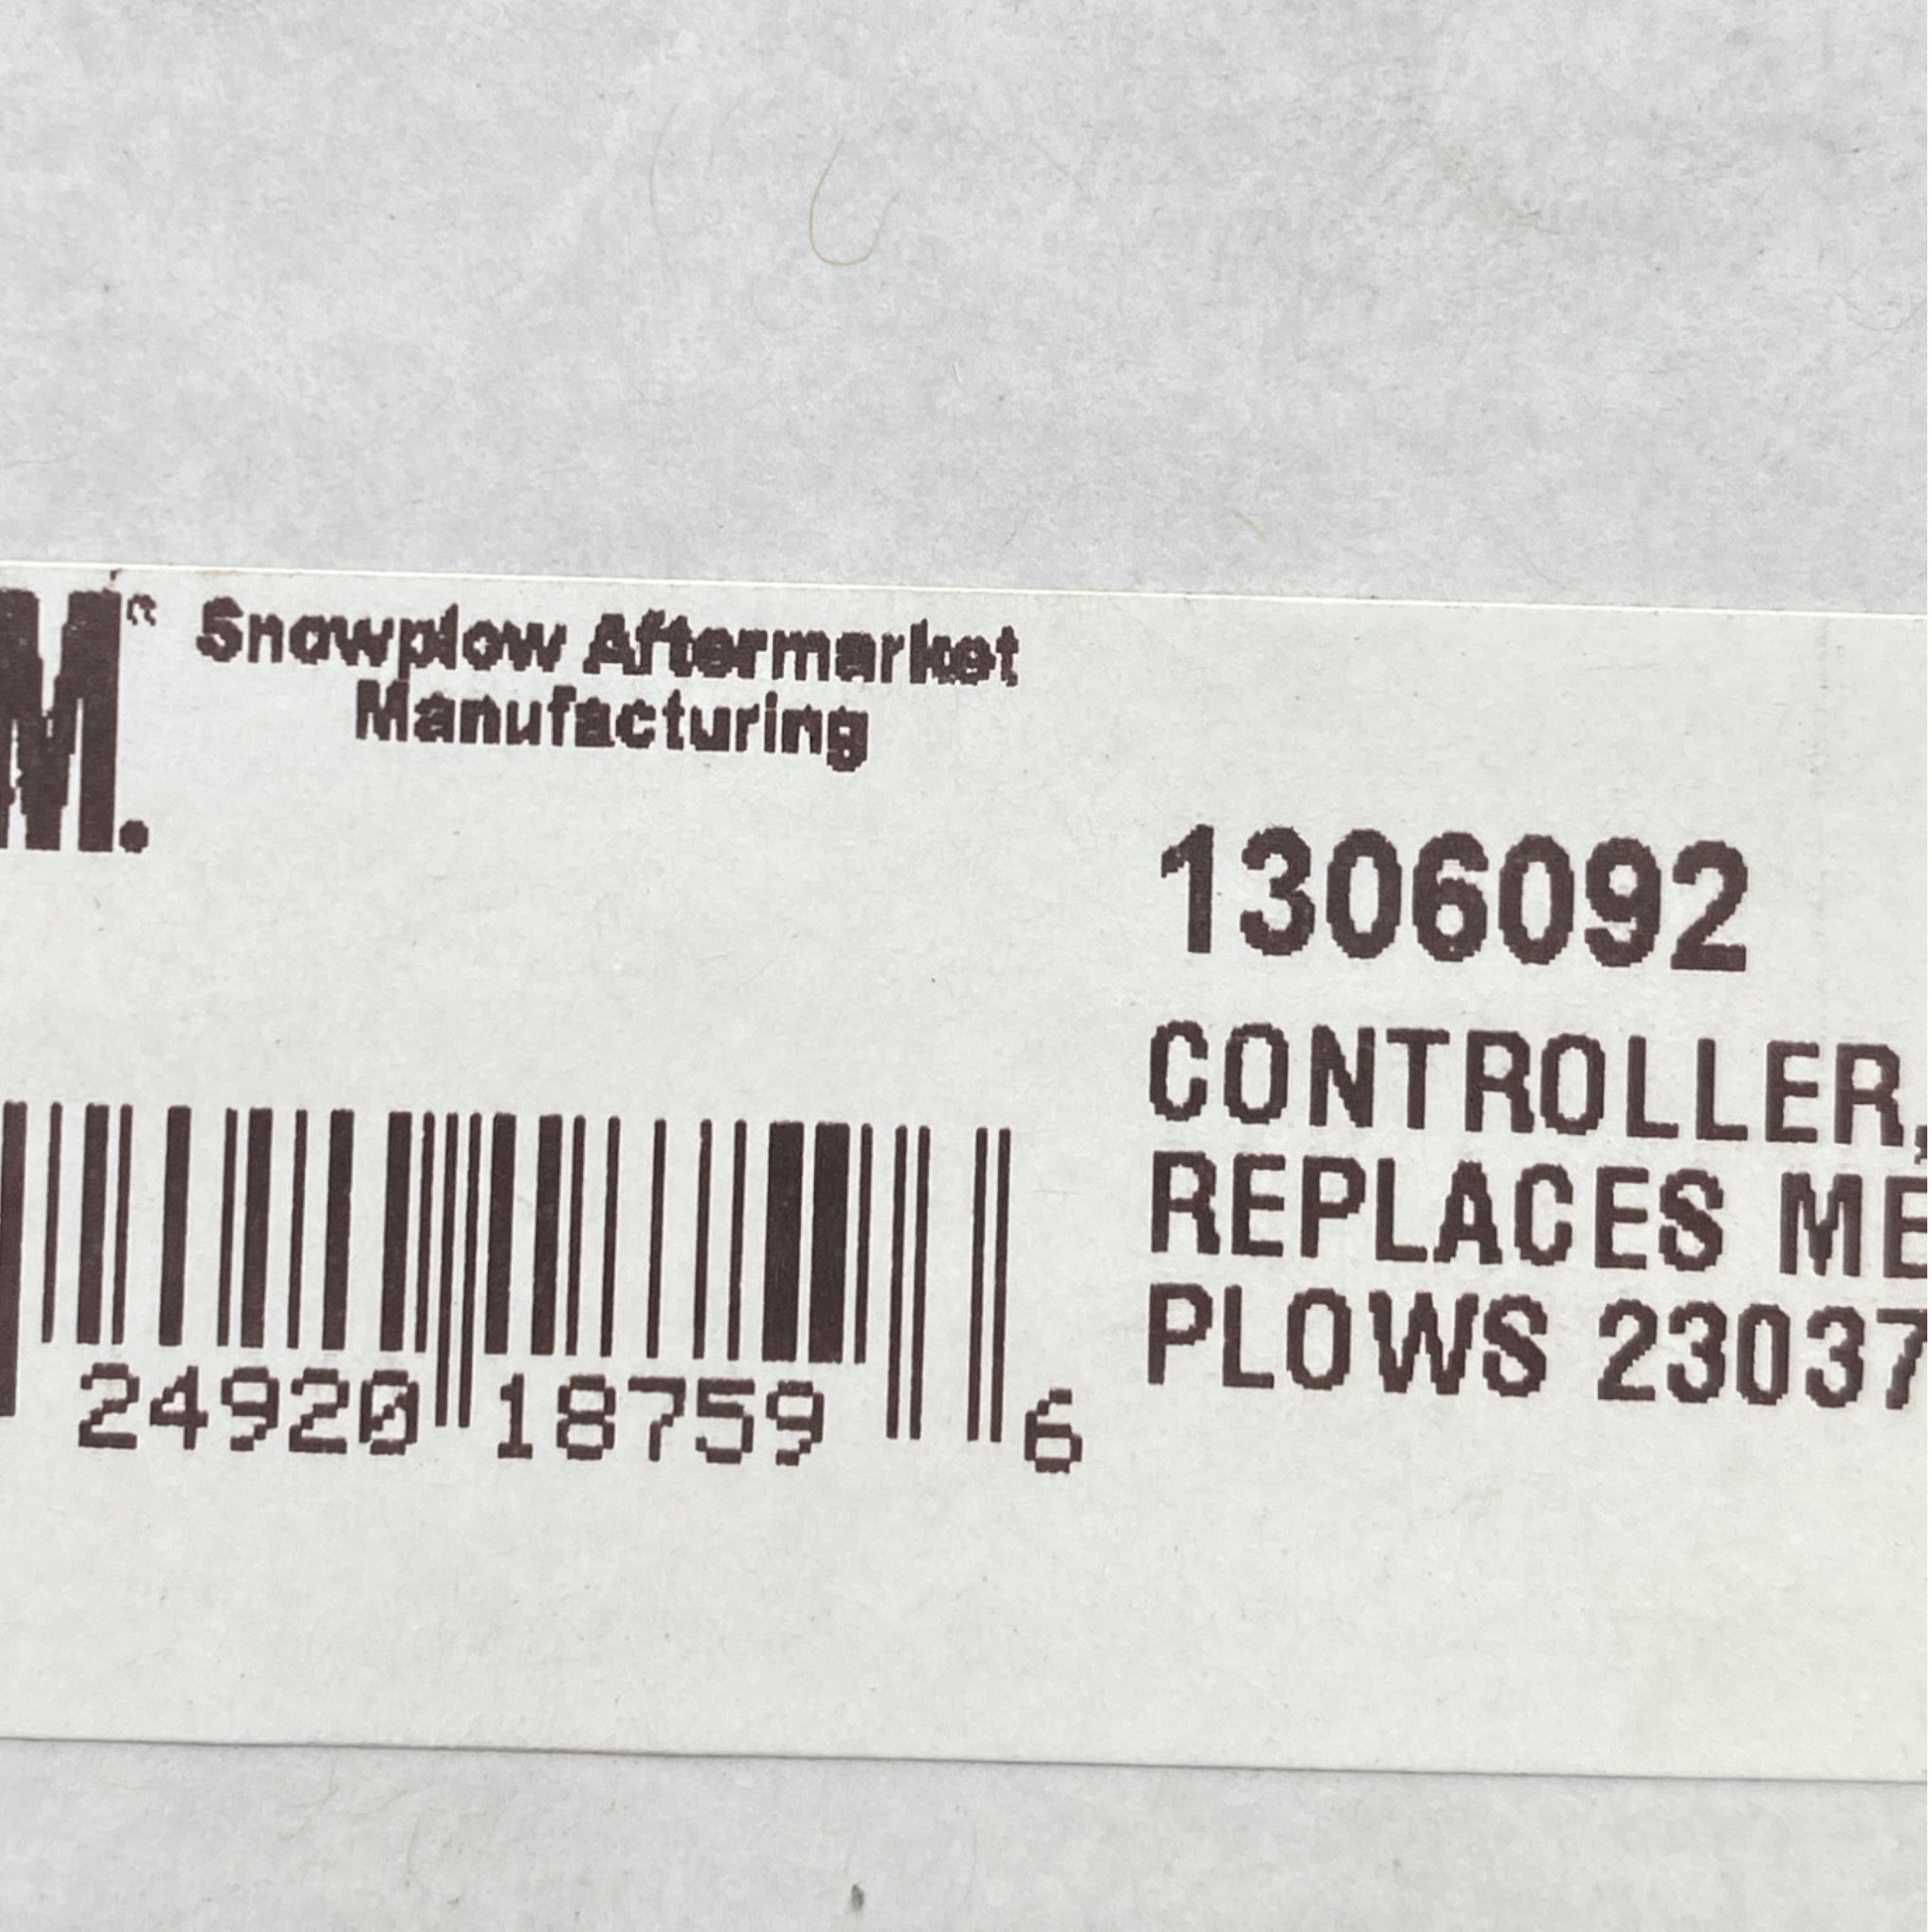 M.® Snowplow Aftermarket
Manufacturing
1306092
CONTROLLER,
REPLACES ME
PLOWS 23037
24920 18759 6